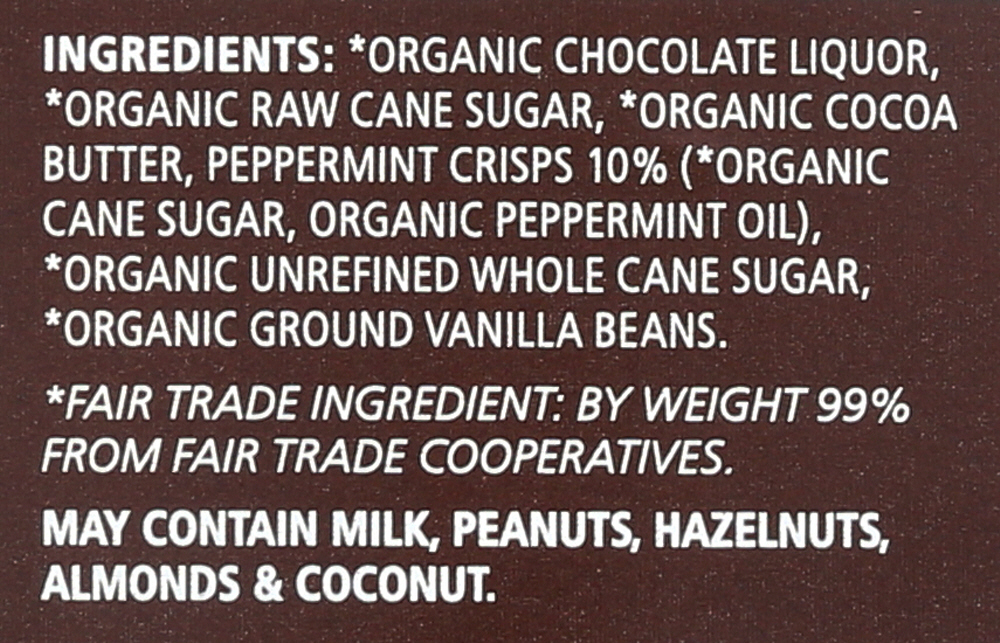 INGREDIENTS: *ORGANIC CHOCOLATE LIQUOR,
*ORGANIC RAW CANE SUGAR, *ORGANIC COCOA
BUTTER, PEPPERMINT CRISPS 10% (*ORGANIC
CANE SUGAR, ORGANIC PEPPERMINT OIL),
*ORGANIC UNREFINED WHOLE CANE SUGAR,
*ORGANIC GROUND VANILLA BEANS.
*FAIR TRADE INGREDIENT: BY WEIGHT 99%
FROM FAIR TRADE COOPERATIVES.
MAY CONTAIN MILK, PEANUTS, HAZELNUTS,
ALMONDS & COCONUT.